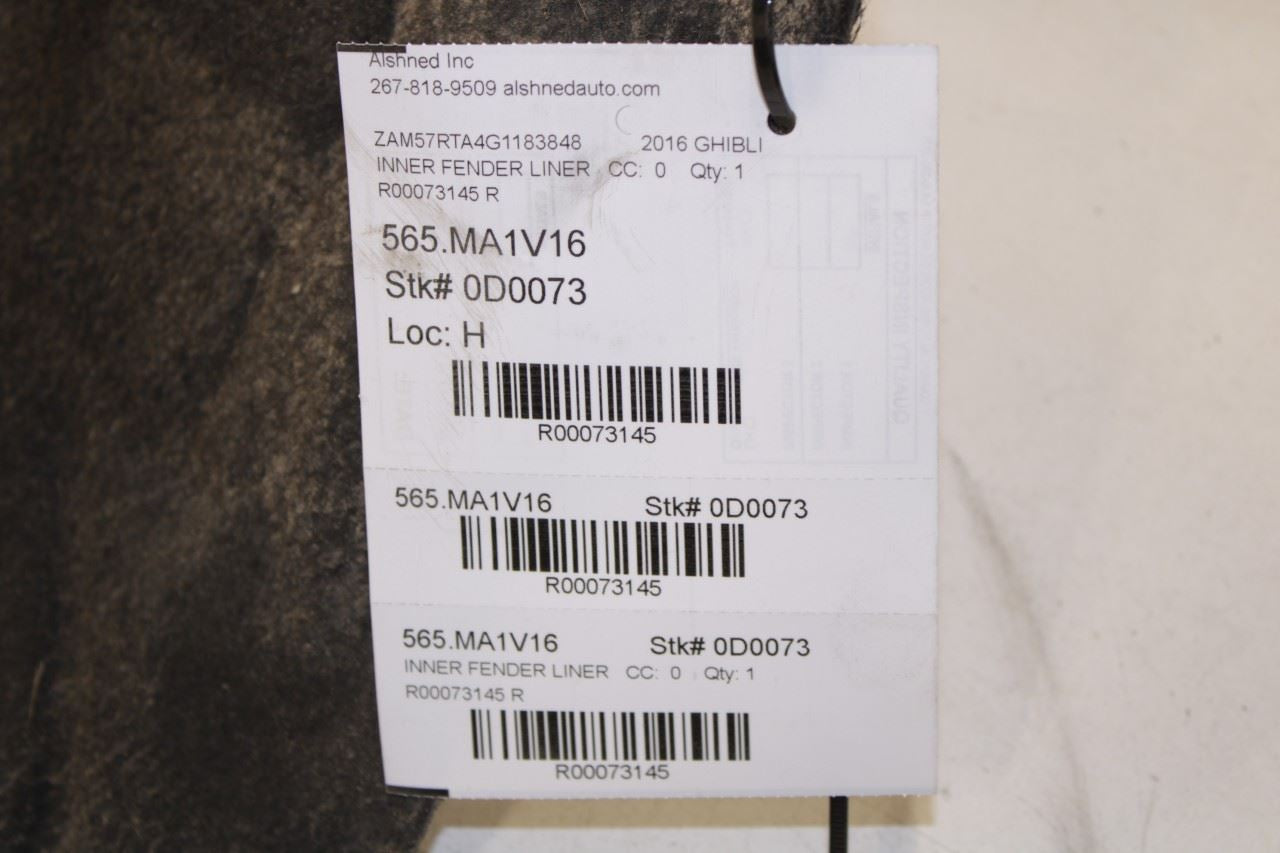 Alshned Inc
267-818-9509 alshnedauto.com
ZAM57RTA4G1183848 2016 GHIBLI
INNER FENDER LINER CC: 0 Qty: 1
R00073145 R
565.MA1V16
Stk# 0D0073
Loc: H
R00073145
565.MA1V16 Stk# 0D0073
R00073145
565.MA1V16 Stk# 0D0073
INNER FENDER LINER CC: 0 Qty: 1
R00073145 R
R00073145
QUALITY INSPECTION